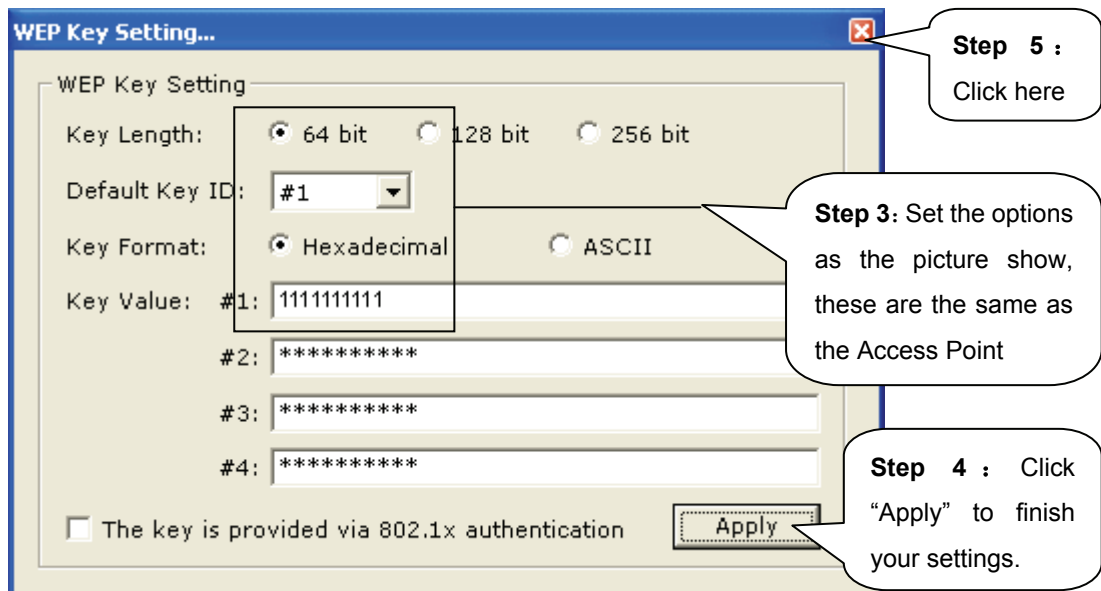 WEP Key Setting...
Step 5：
Click here
WEP Key Setting
Key Length: 64 bit 128 bit 256 bit
Default Key ID: #1
Step 3：Set the options
as the picture show,
these are the same as
the Access Point
Key Format: Hexadecimal ASCII
Key Value: #1: 1111111111
#2: **********
#3: **********
#4: **********
Step 4：Click
“Apply” to finish
your settings.
The key is provided via 802.1x authentication Apply